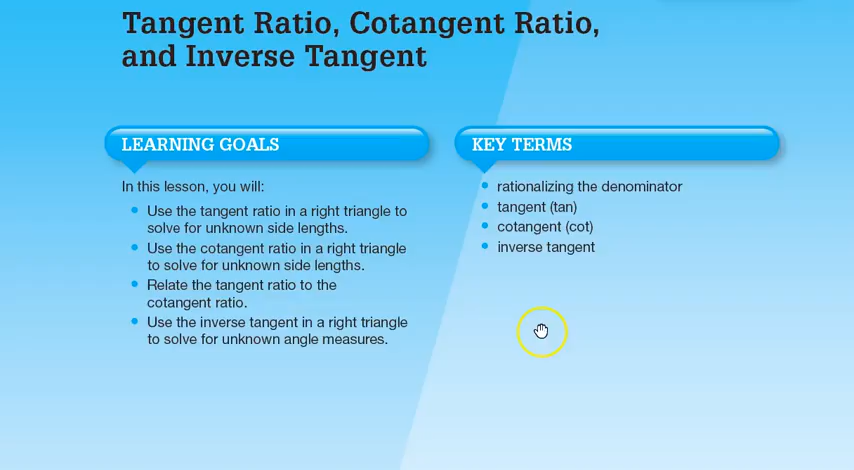 Tangent Ratio, Cotangent Ratio,
and Inverse Tangent
LEARNING GOALS
In this lesson, you will:
• Use the tangent ratio in a right triangle to
solve for unknown side lengths.
• Use the cotangent ratio in a right triangle
to solve for unknown side lengths.
• Relate the tangent ratio to the
cotangent ratio.
• Use the inverse tangent in a right triangle
to solve for unknown angle measures.
KEY TERMS
• rationalizing the denominator
• tangent (tan)
• cotangent (cot)
• inverse tangent